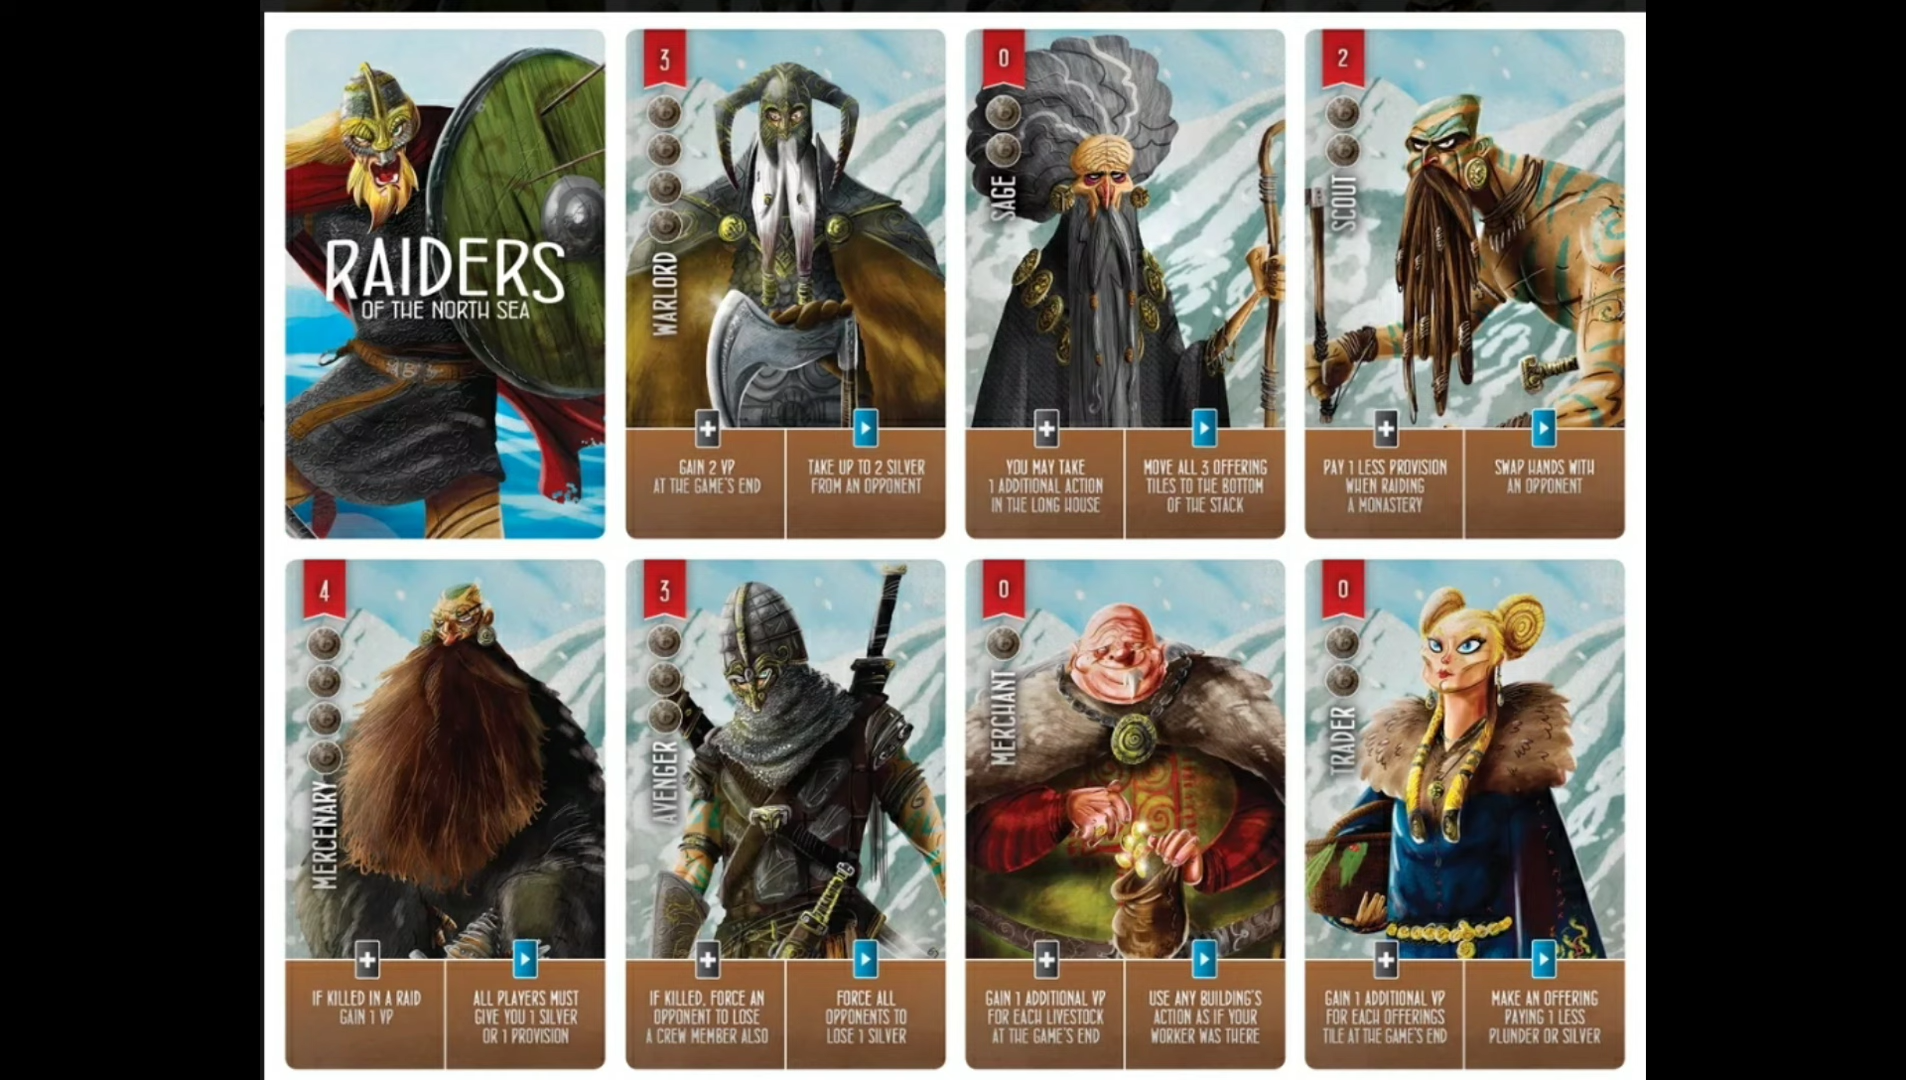 RAIDERS
OF THE NORTH SEA
3
WARLORD
GAIN 2 VP
AT THE GAME'S END
TAKE UP TO 2 SILVER
FROM AN OPPONENT
0
SAGE
YOU MAY TAKE
1 ADDITIONAL ACTION
IN THE LONG HOUSE
MOVE ALL 3 OFFERING
TILES TO THE BOTTOM
OF THE STACK
2
SCOUT
PAY 1 LESS PROVISION
WHEN RAIDING
A MONASTERY
SWAP HANDS WITH
AN OPPONENT
4
MERCENARY
IF KILLED IN A RAID
GAIN 1 VP
ALL PLAYERS MUST
GIVE YOU 1 SILVER
OR 1 PROVISION
3
AVENGER
IF KILLED, FORCE AN
OPPONENT TO LOSE
A CREW MEMBER ALSO
FORCE ALL
OPPONENTS TO
LOSE 1 SILVER
0
MERCHANT
GAIN 1 ADDITIONAL VP
FOR EACH LIVESTOCK
AT THE GAME'S END
USE ANY BUILDING'S
ACTION AS IF YOUR
WORKER WAS THERE
0
TRADER
GAIN 1 ADDITIONAL VP
FOR EACH OFFERINGS
TILE AT THE GAME'S END
MAKE AN OFFERING
PAYING 1 LESS
PLUNDER OR SILVER